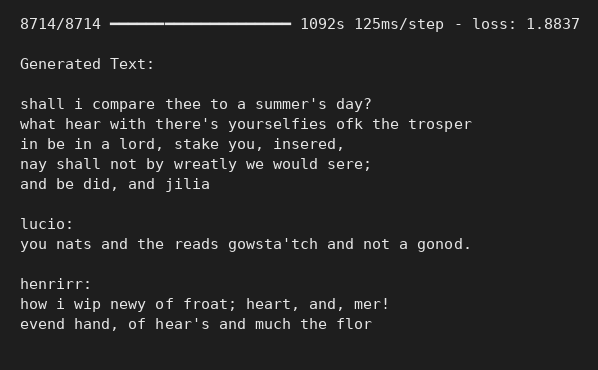 8714/8714 ━━━━━━━━━━━━━━━━━━━━ 1092s 125ms/step - loss: 1.8837
Generated Text:
shall i compare thee to a summer's day?
what hear with there's yourselfies ofk the trosper
in be in a lord, stake you, insered,
nay shall not by wreatly we would sere;
and be did, and jilia
lucio:
you nats and the reads gowsta'tch and not a gonod.
henrirr:
how i wip newy of froat; heart, and, mer!
evend hand, of hear's and much the flor